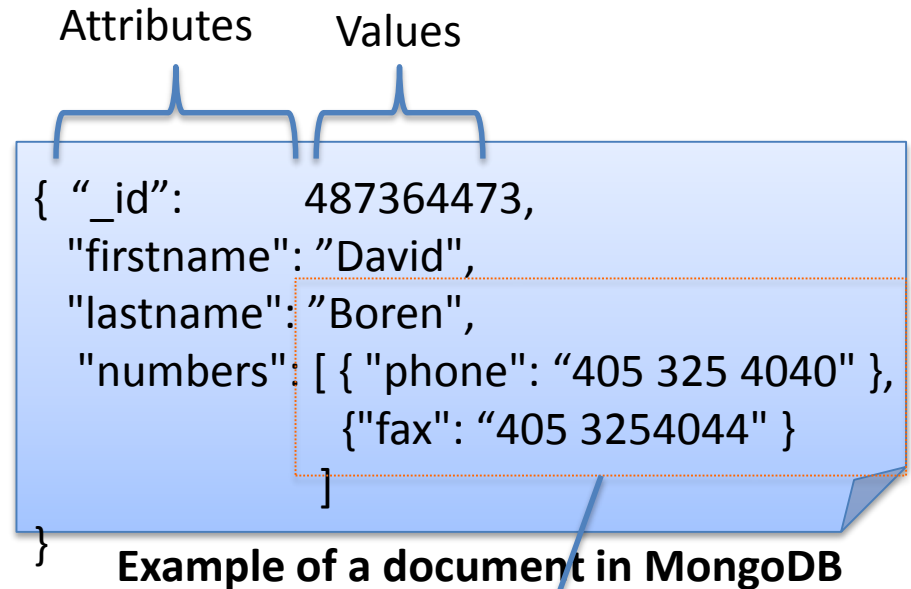 Attributes Values
{ “_id”: 487364473,
"firstname": ”David",
"lastname": ”Boren",
"numbers": [ { "phone": “405 325 4040" },
{"fax": “405 3254044" }
]
}
Example of a document in MongoDB